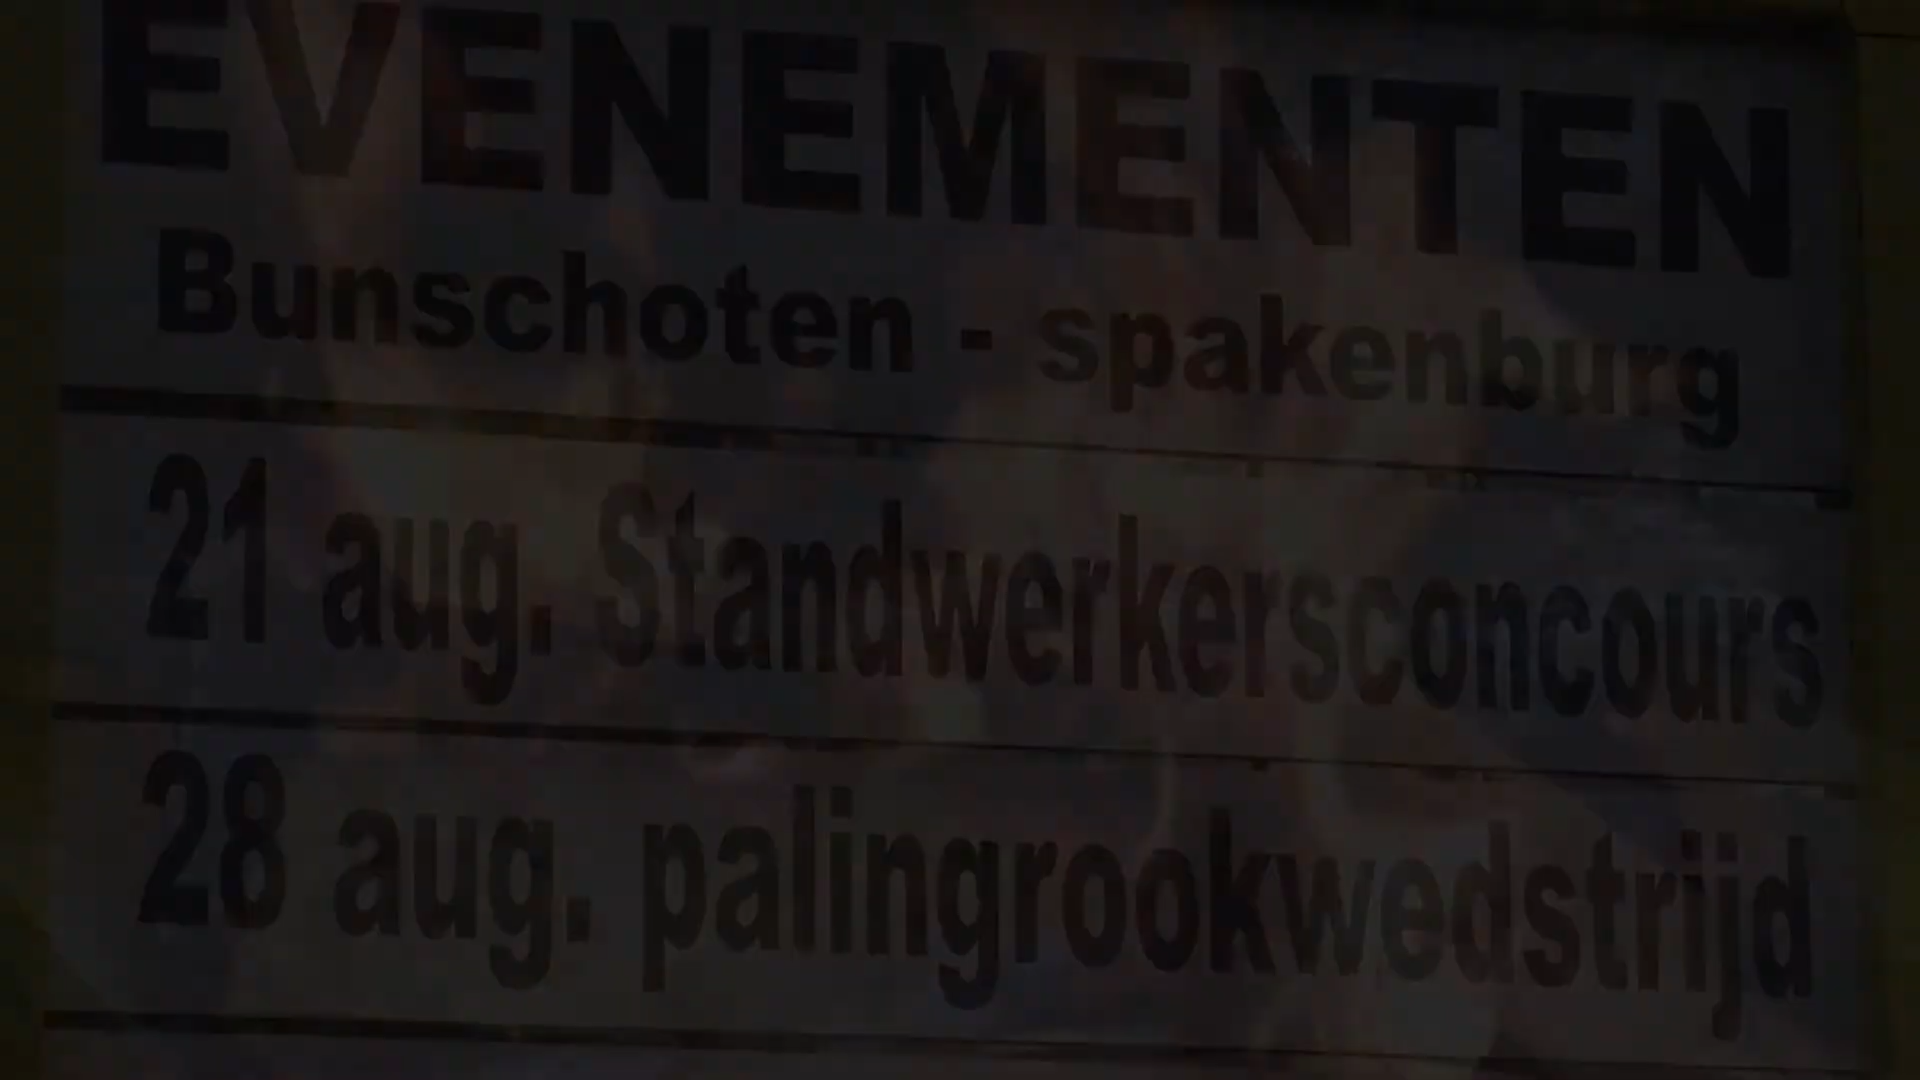 EVENEMENTEN
Bunschoten - spakenburg
21 aug. Standwerkersconcours
28 aug. palingrookwedstrijd